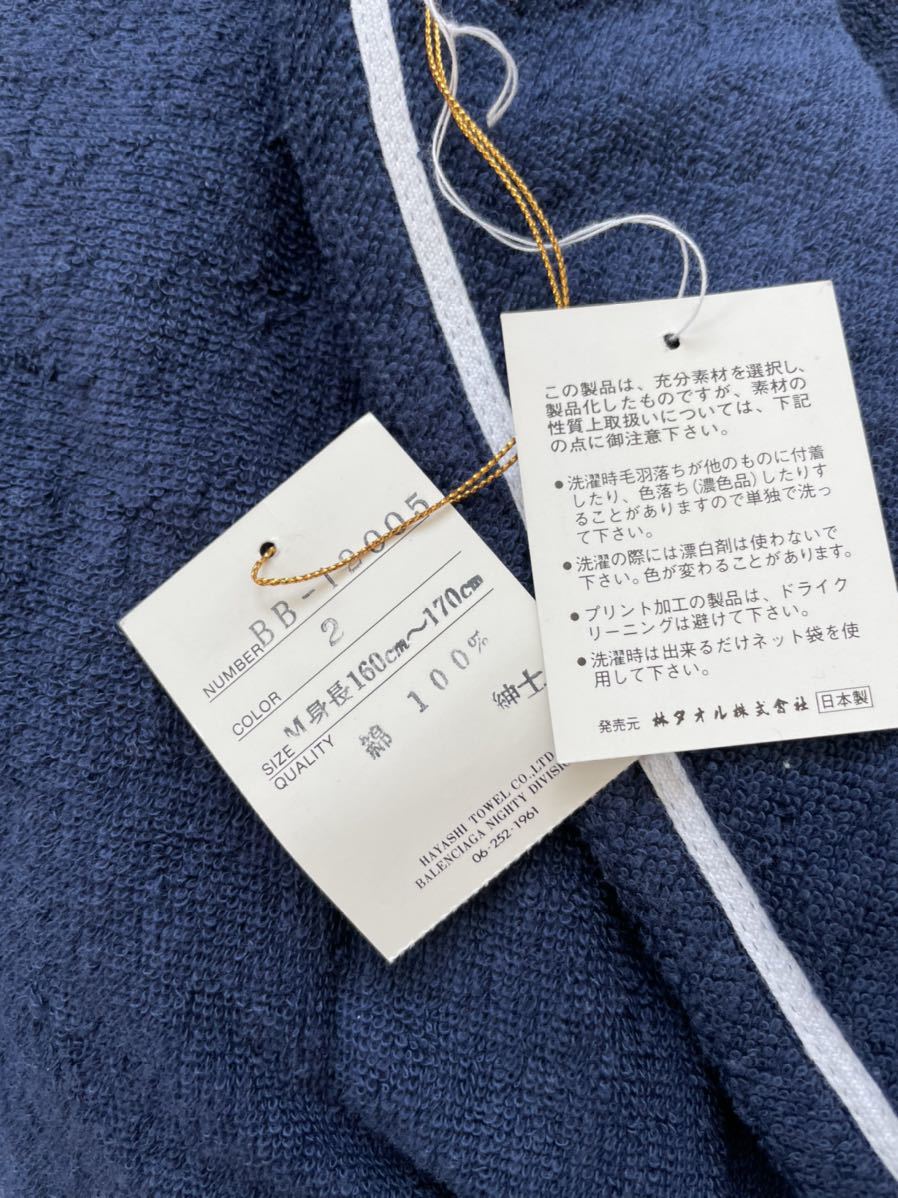 NUMBER BB-12005
COLOR 2
SIZE M身長160cm～170cm
QUALITY 綿 100%
紳士
HAYASHI TOWEL CO.,LTD
BALENCIAGA NIGHTY DIVISI
06-252-1961
この製品は、充分素材を選択し、
製品化したものですが、素材の
性質上取扱いについては、下記
の点に御注意下さい。
●洗濯時毛羽落ちが他のものに付着
したり、色落ち(濃色品)したりす
ることがありますので単独で洗っ
て下さい。
●洗濯の際には漂白剤は使わないで
下さい。色が変わることがあります。
●プリント加工の製品は、ドライク
リーニングは避けて下さい。
●洗濯時は出来るだけネット袋を使
用して下さい。
発売元 林タオル株式会社 日本製